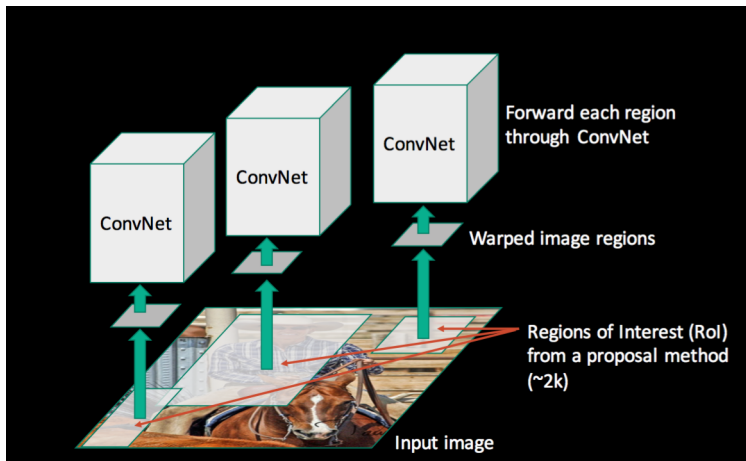 ConvNet
ConvNet
ConvNet
Forward each region
through ConvNet
Warped image regions
Regions of Interest (RoI)
from a proposal method
(~2k)
Input image